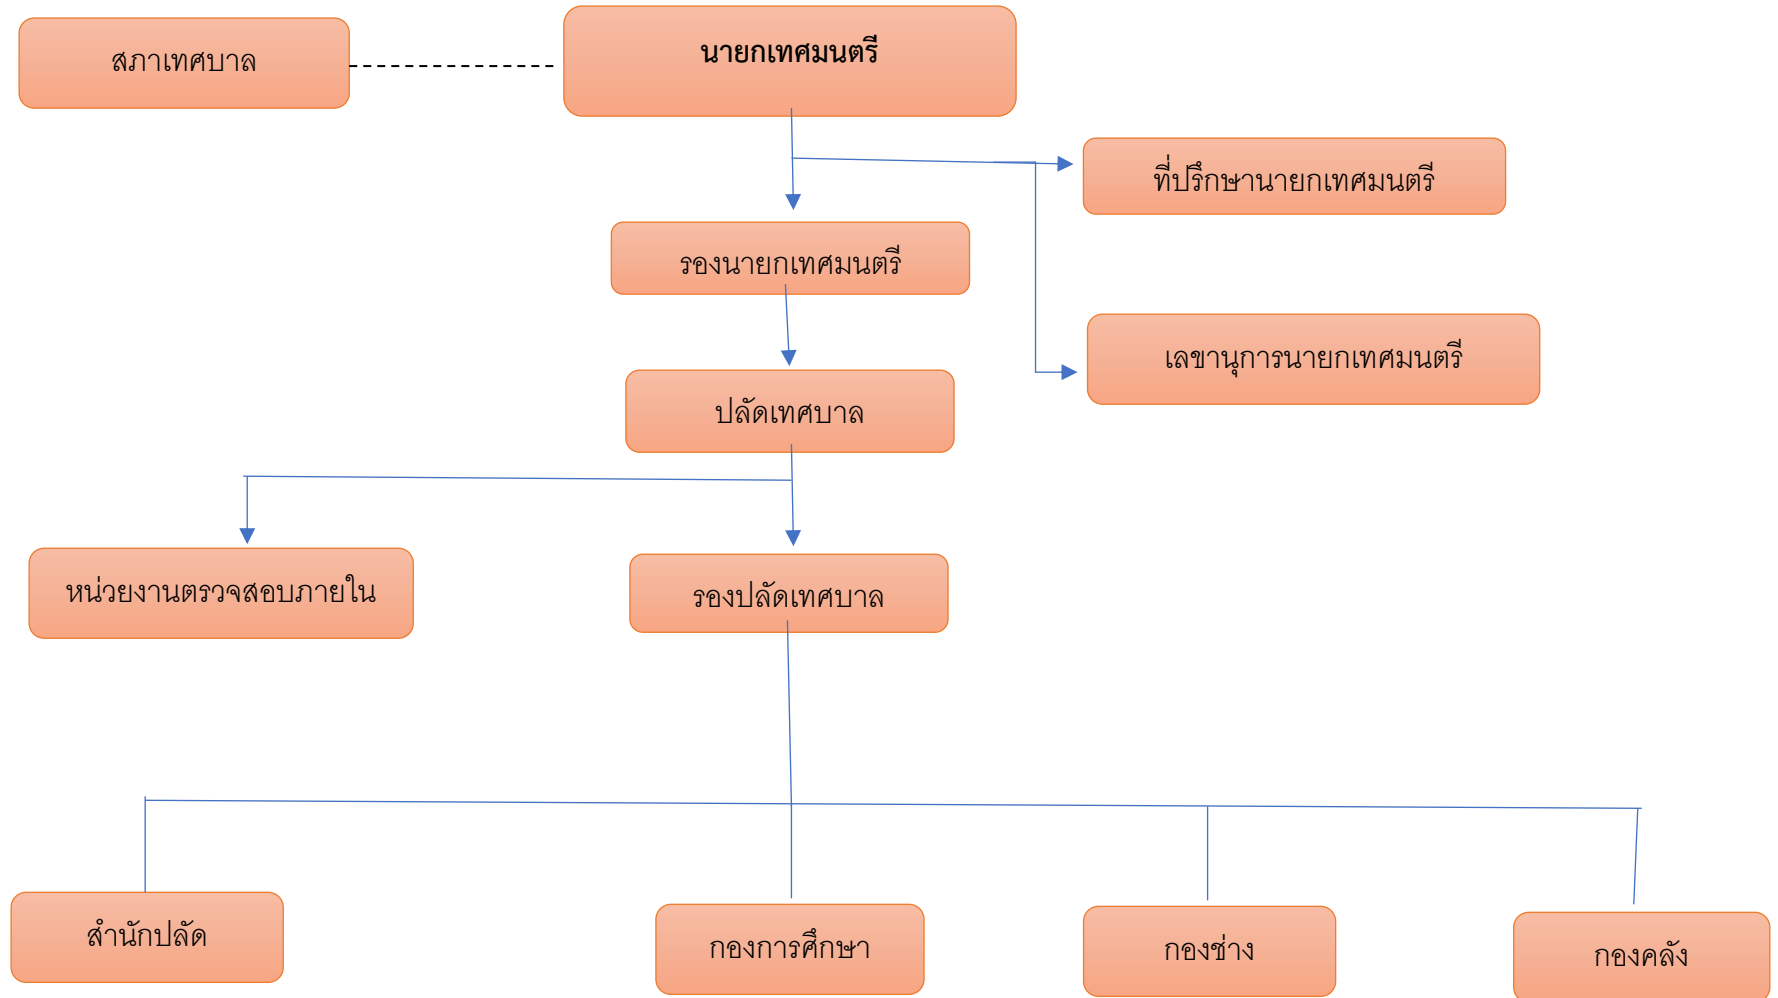 สภาเทศบาล
นายกเทศมนตรี
ที่ปรึกษานายกเทศมนตรี
รองนายกเทศมนตรี
เลขานุการนายกเทศมนตรี
ปลัดเทศบาล
หน่วยงานตรวจสอบภายใน
รองปลัดเทศบาล
สำนักปลัด
กองการศึกษา
กองช่าง
กองคลัง